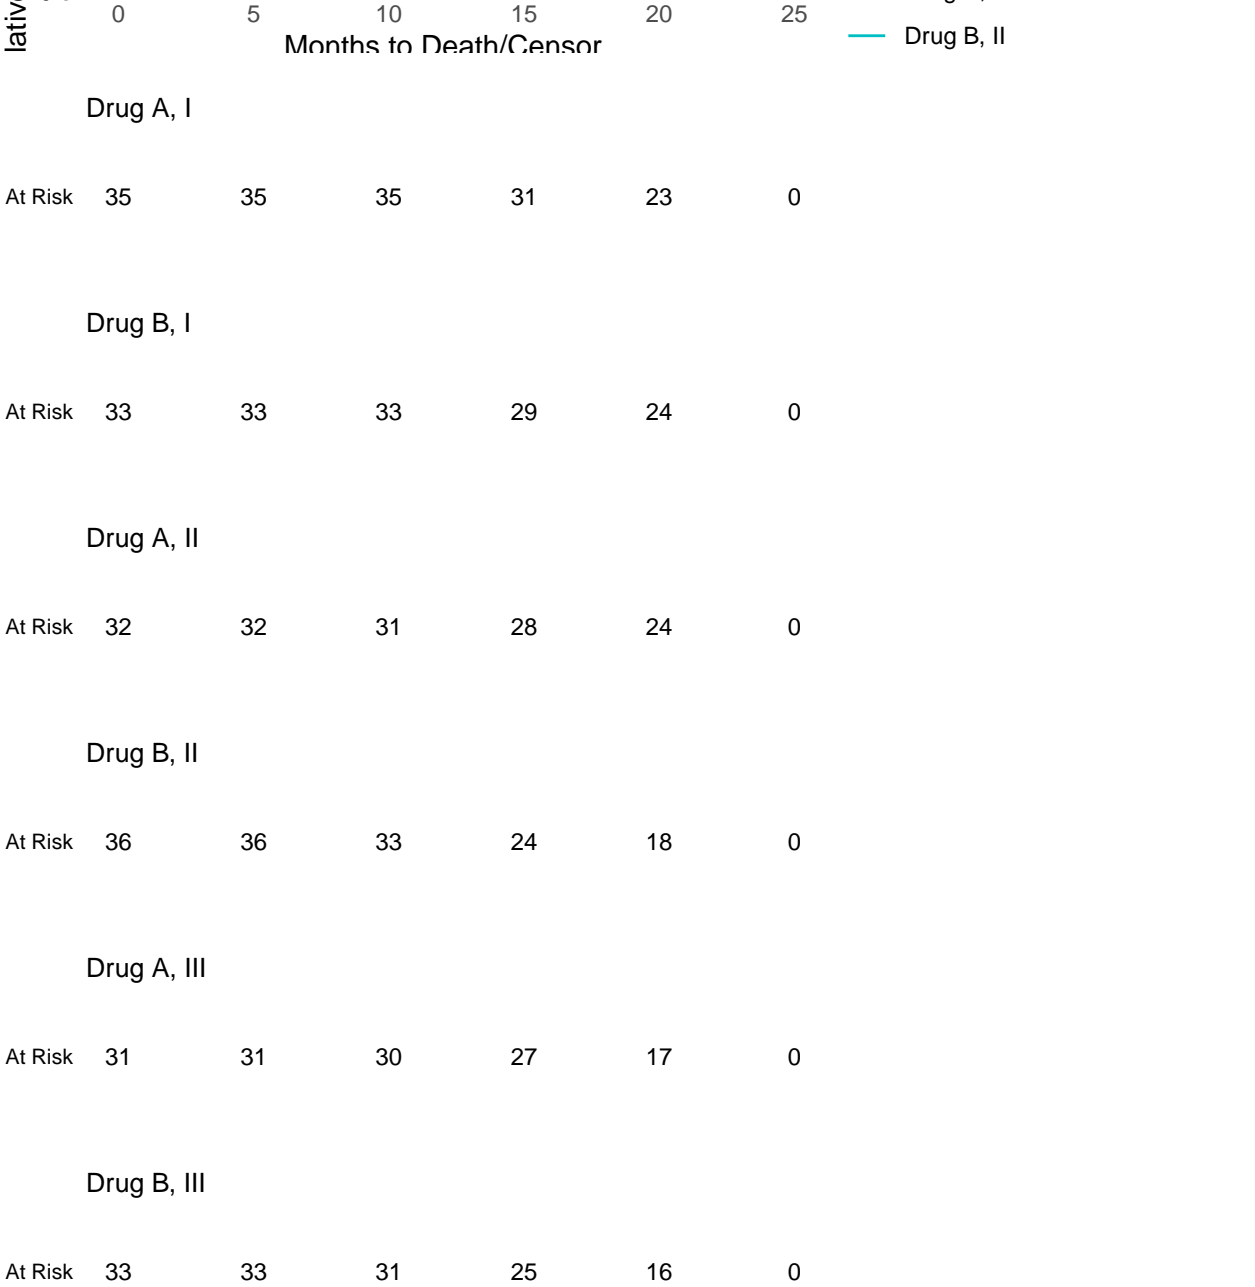 0 5 10 15 20 25
Months to Death/Censor
Drug B, II
Drug A, I
At Risk 35 35 35 31 23 0
Drug B, I
At Risk 33 33 33 29 24 0
Drug A, II
At Risk 32 32 31 28 24 0
Drug B, II
At Risk 36 36 33 24 18 0
Drug A, III
At Risk 31 31 30 27 17 0
Drug B, III
At Risk 33 33 31 25 16 0